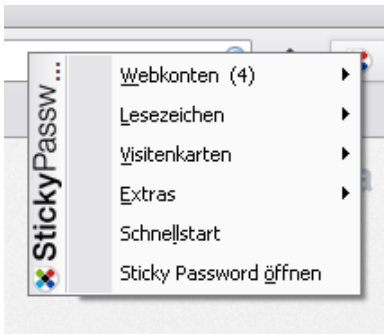 StickyPassw...
Webkonten (4)
Lesezeichen
Visitenkarten
Extras
Schnellstart
Sticky Password öffnen